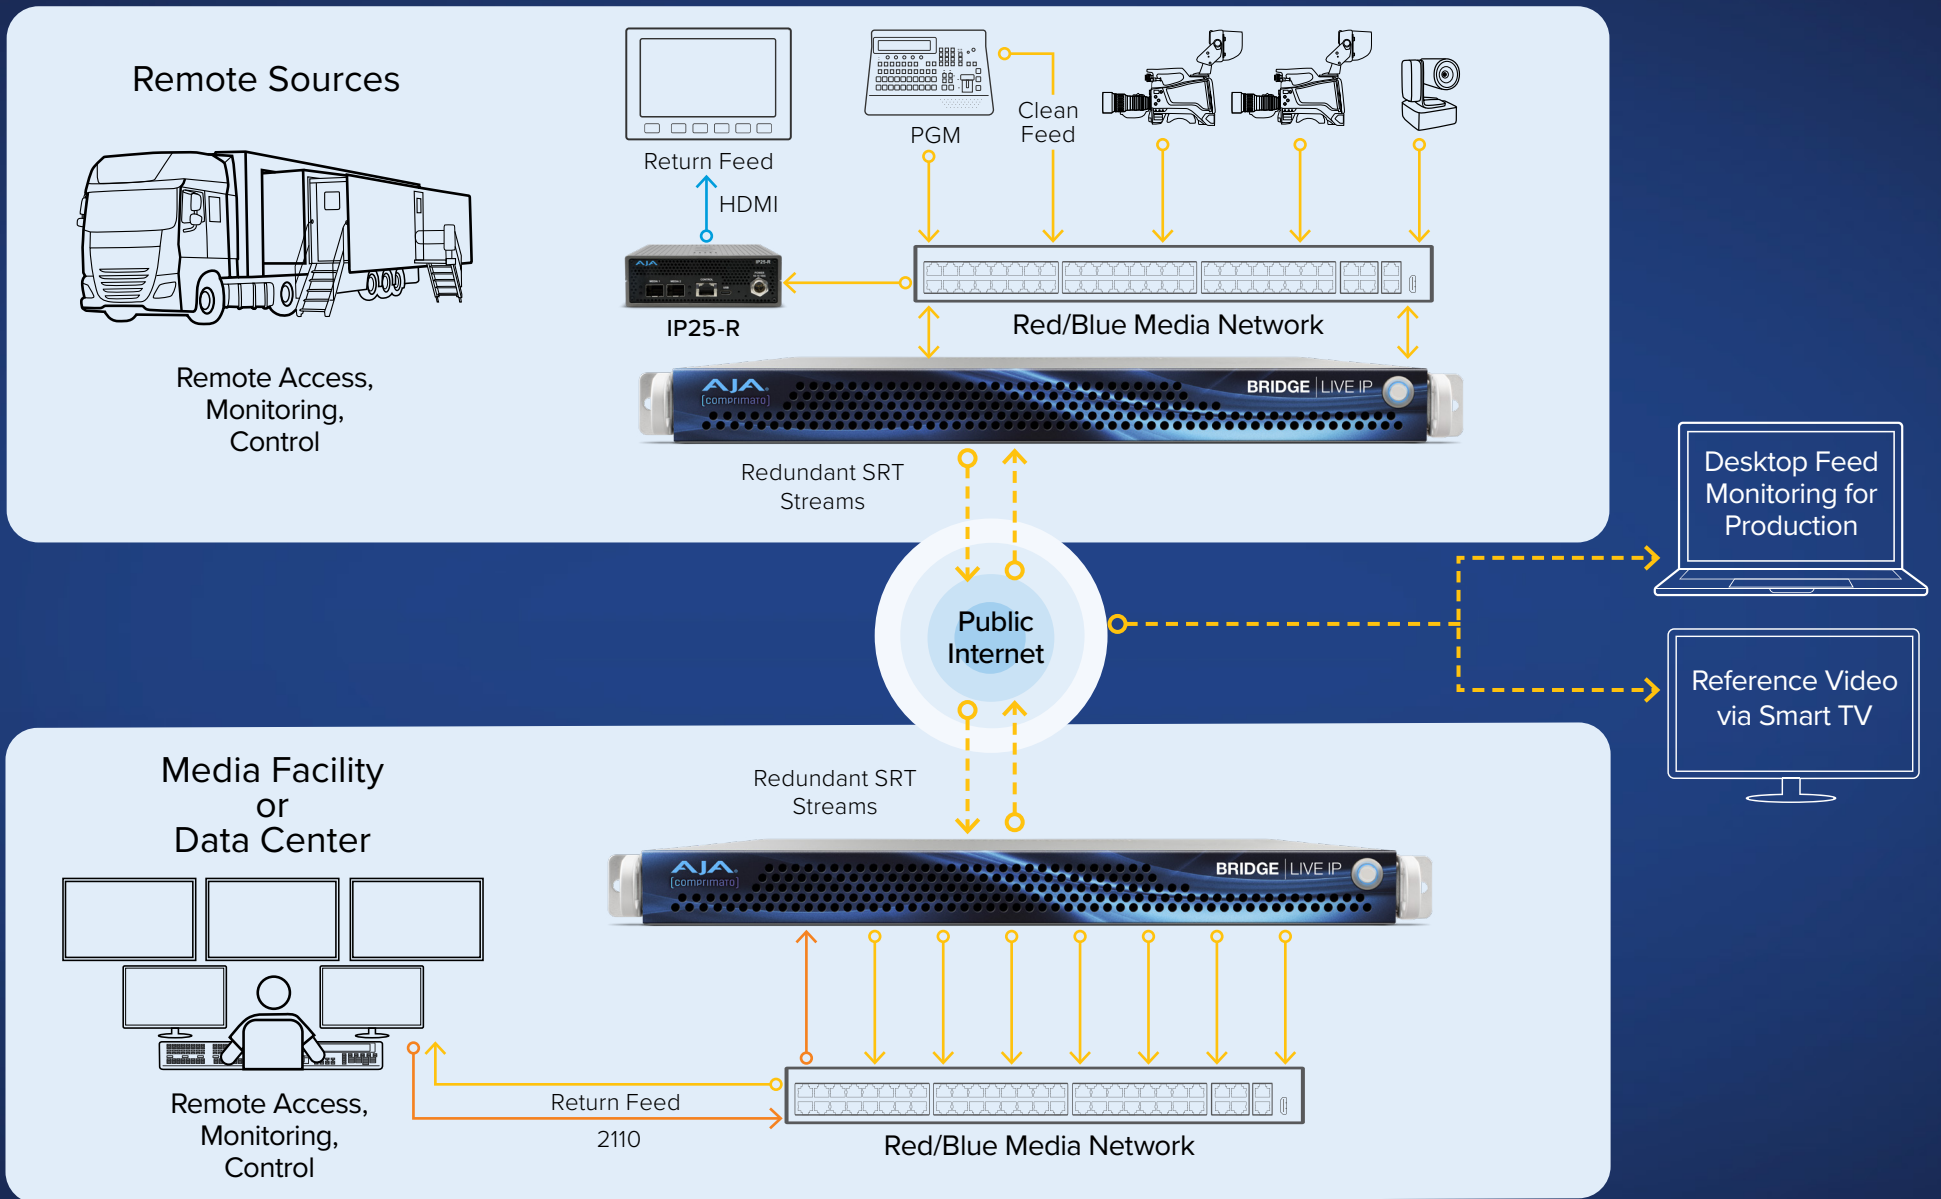 Remote Sources
Remote Access,
Monitoring,
Control
Return Feed
HDMI
AJA
IP25-R
IP25-R
PGM
Clean
Feed
Red/Blue Media Network
AJA
[comprimato]
BRIDGE | LIVE IP
Redundant SRT
Streams
Public
Internet
Desktop Feed
Monitoring for
Production
Reference Video
via Smart TV
Media Facility
or
Data Center
Remote Access,
Monitoring,
Control
Redundant SRT
Streams
AJA
[comprimato]
BRIDGE | LIVE IP
Return Feed
2110
Red/Blue Media Network